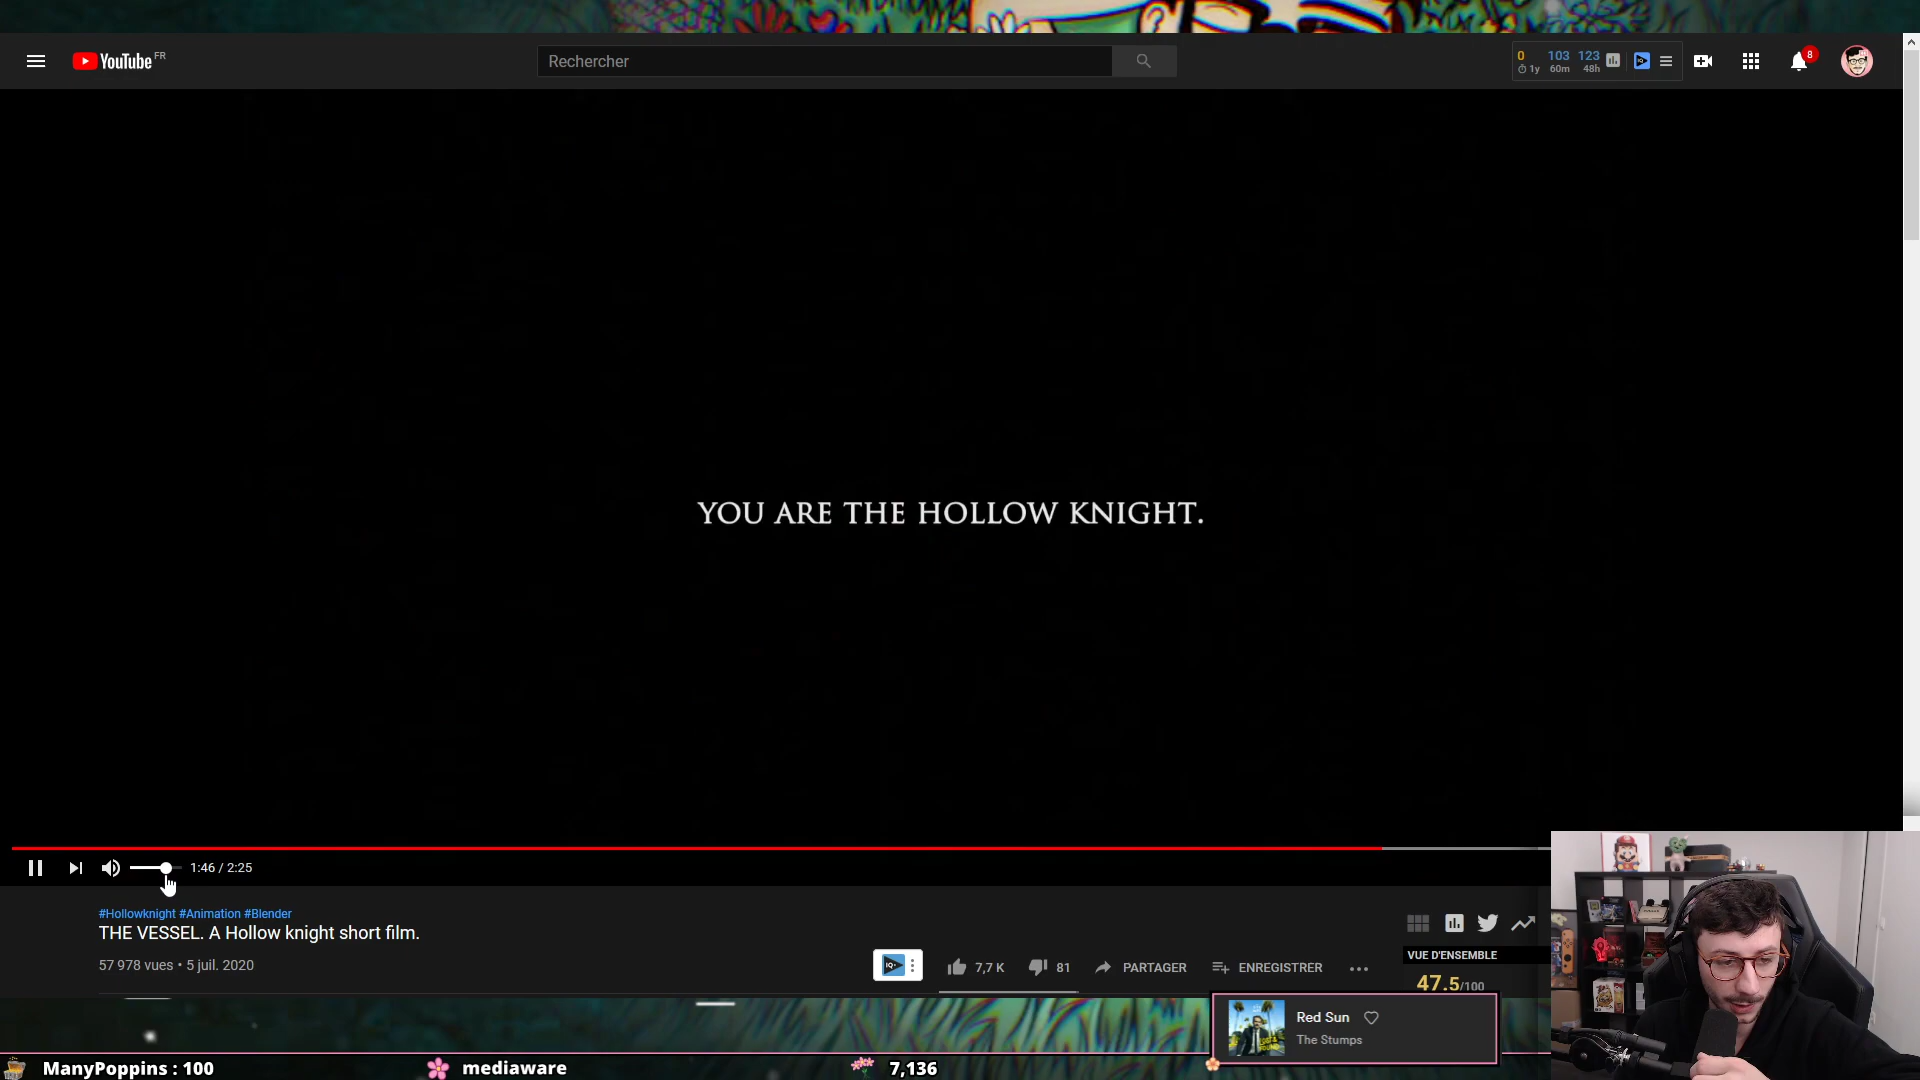 YouTube FR
Rechercher
0 103 123
1y 60m 48h
IQ
8
YOU ARE THE HOLLOW KNIGHT.
1:46 / 2:25
#Hollowknight #Animation #Blender
THE VESSEL. A Hollow knight short film.
57 978 vues • 5 juil. 2020
IQ
7,7 K
81
PARTAGER
ENREGISTRER
VUE D'ENSEMBLE
47.5/100
Red Sun
The Stumps
ManyPoppins : 100
mediaware
7,136